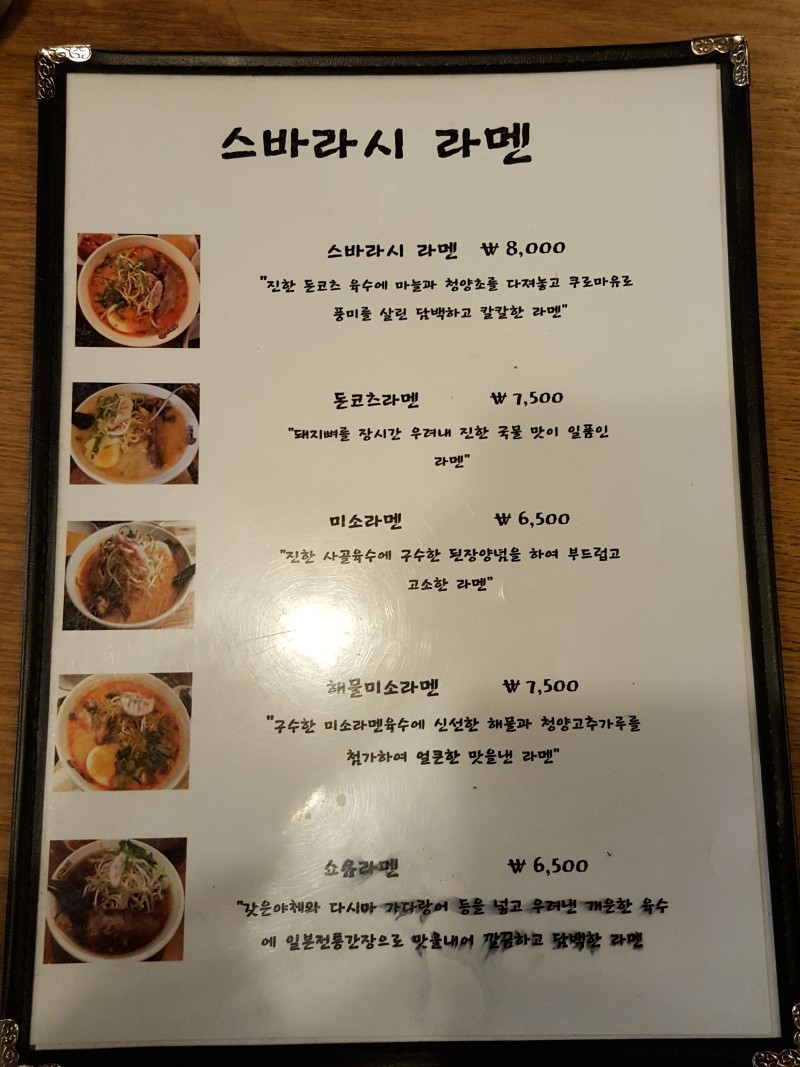 스바라시 라멘
스바라시 라멘 ₩ 8,000
"진한 돈코츠 육수에 마늘과 청양초를 다져놓고 쿠로마유로
풍미를 살린 담백하고 칼칼한 라멘"
돈코츠라멘 ₩ 7,500
"돼지뼈를 장시간 우려내 진한 국물 맛이 일품인
라멘"
미소라멘 ₩ 6,500
"진한 사골육수에 구수한 된장양념을 하여 부드럽고
고소한 라멘"
해물미소라멘 ₩ 7,500
"구수한 미소라멘육수에 신선한 해물과 청양고추가루를
첨가하여 얼큰한 맛을낸 라멘"
쇼유라멘 ₩ 6,500
"갖은야채와 다시마 가다랑어 등을 넣고 우려낸 개운한 육수
에 일본전통간장으로 맛을내어 깔끔하고 담백한 라멘